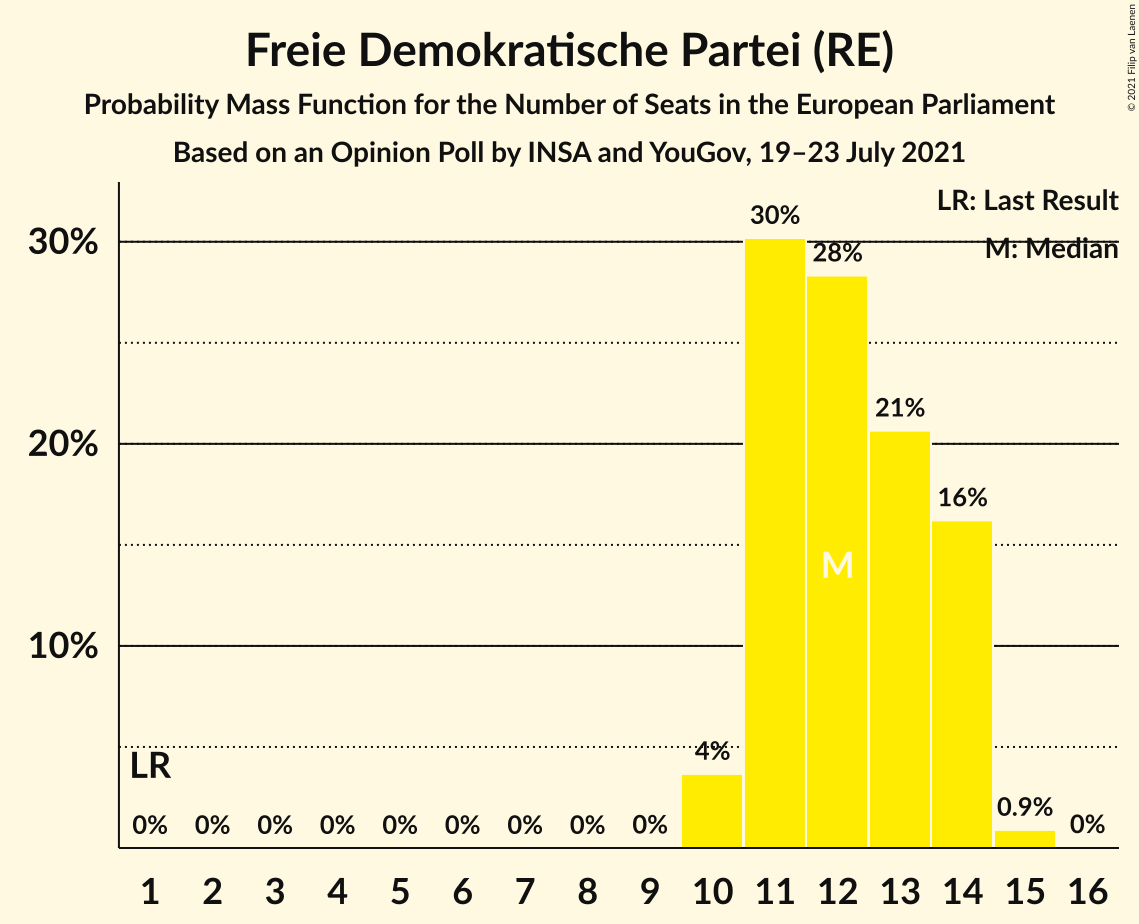 Freie Demokratische Partei (RE)
Probability Mass Function for the Number of Seats in the European Parliament
Based on an Opinion Poll by INSA and YouGov, 19–23 July 2021
© 2021 Filip van Laenen
LR: Last Result
M: Median
30%
20%
10%
30%
28%
21%
16%
M
LR
4%
0.9%
0% 0% 0% 0% 0% 0% 0% 0% 0% 0%
1 2 3 4 5 6 7 8 9 10 11 12 13 14 15 16